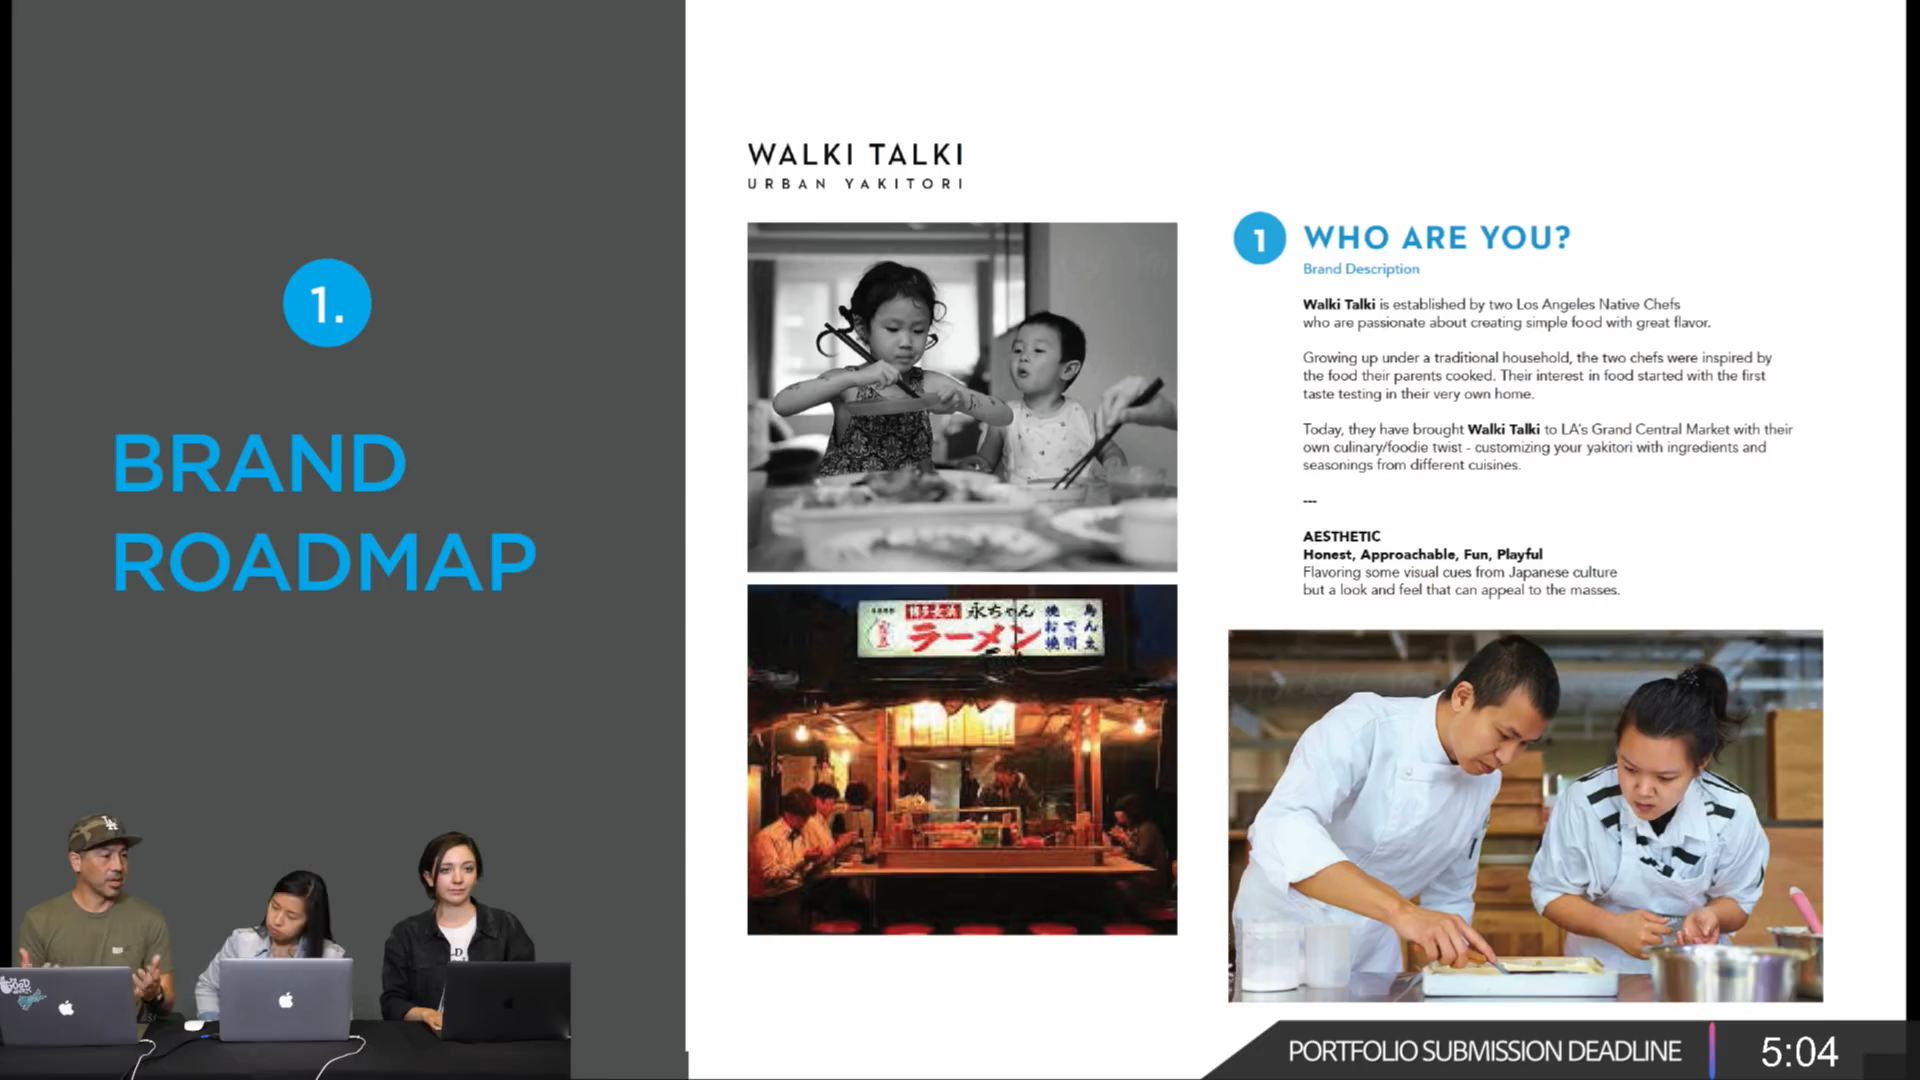 1.
BRAND
ROADMAP
WALKI TALKI
URBAN YAKITORI
1 WHO ARE YOU?
Brand Description
Walki Talki is established by two Los Angeles Native Chefs
who are passionate about creating simple food with great flavor.
Growing up under a traditional household, the two chefs were inspired by
the food their parents cooked. Their interest in food started with the first
taste testing in their very own home.
Today, they have brought Walki Talki to LA's Grand Central Market with their
own culinary/foodie twist - customizing your yakitori with ingredients and
seasonings from different cuisines.
---
AESTHETIC
Honest, Approachable, Fun, Playful
Flavoring some visual cues from Japanese culture
but a look and feel that can appeal to the masses.
永ちゃん
ラーメン
LA
PORTFOLIO SUBMISSION DEADLINE
5:04